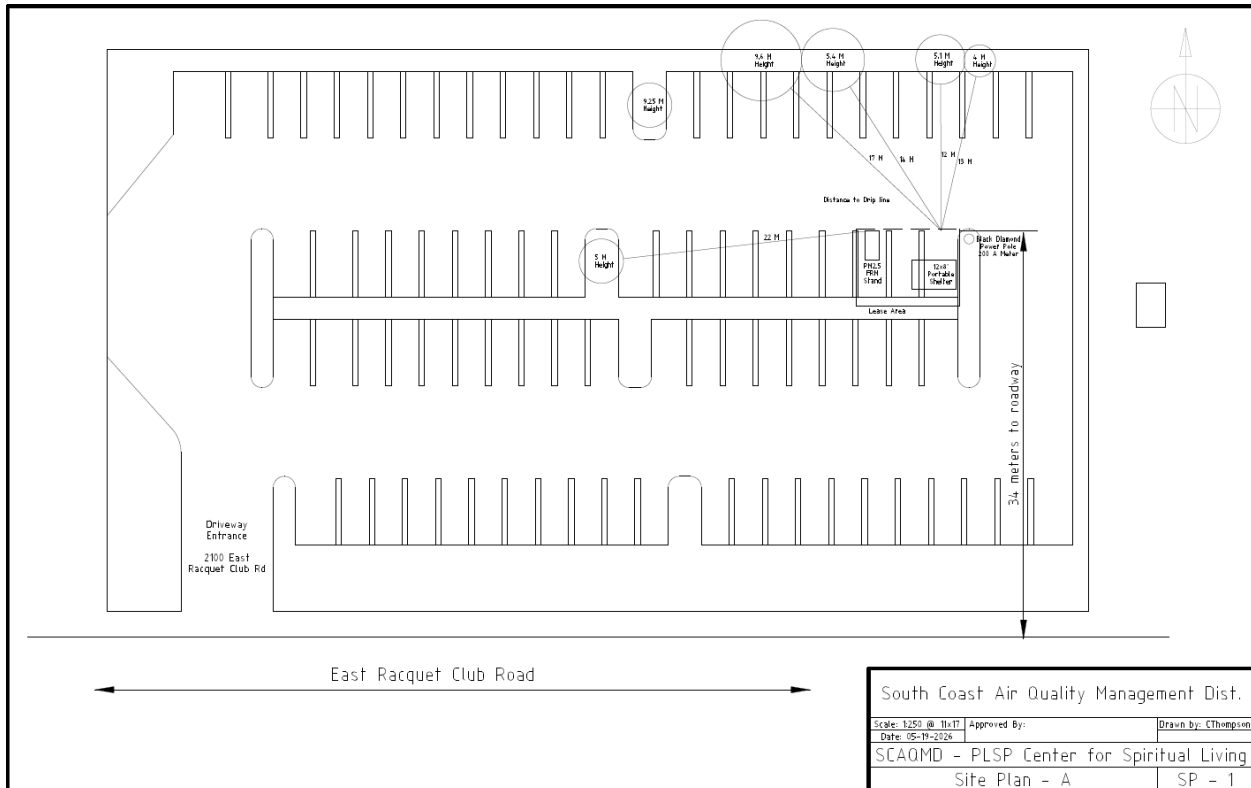 9.6 M
Height
5.4 M
Height
5.1 M
Height
4 M
Height
N
9.25 M
Height
17 M
14 M
12 M
13 M
Distance to Drip line
22 M
5 M
Height
Black Diamond
Power Pole
200 A Meter
PM2.5
FRM
Stand
12x8'
Portable
Shelter
Lease Area
34 meters to roadway
Driveway
Entrance
2100 East
Racquet Club Rd
East Racquet Club Road
South Coast Air Quality Management Dist.
Scale: 1:250 @ 11x17
Approved By:
Drawn by: CThompson
Date: 05-19-2026
SCAQMD - PLSP Center for Spiritual Living
Site Plan - A
SP - 1